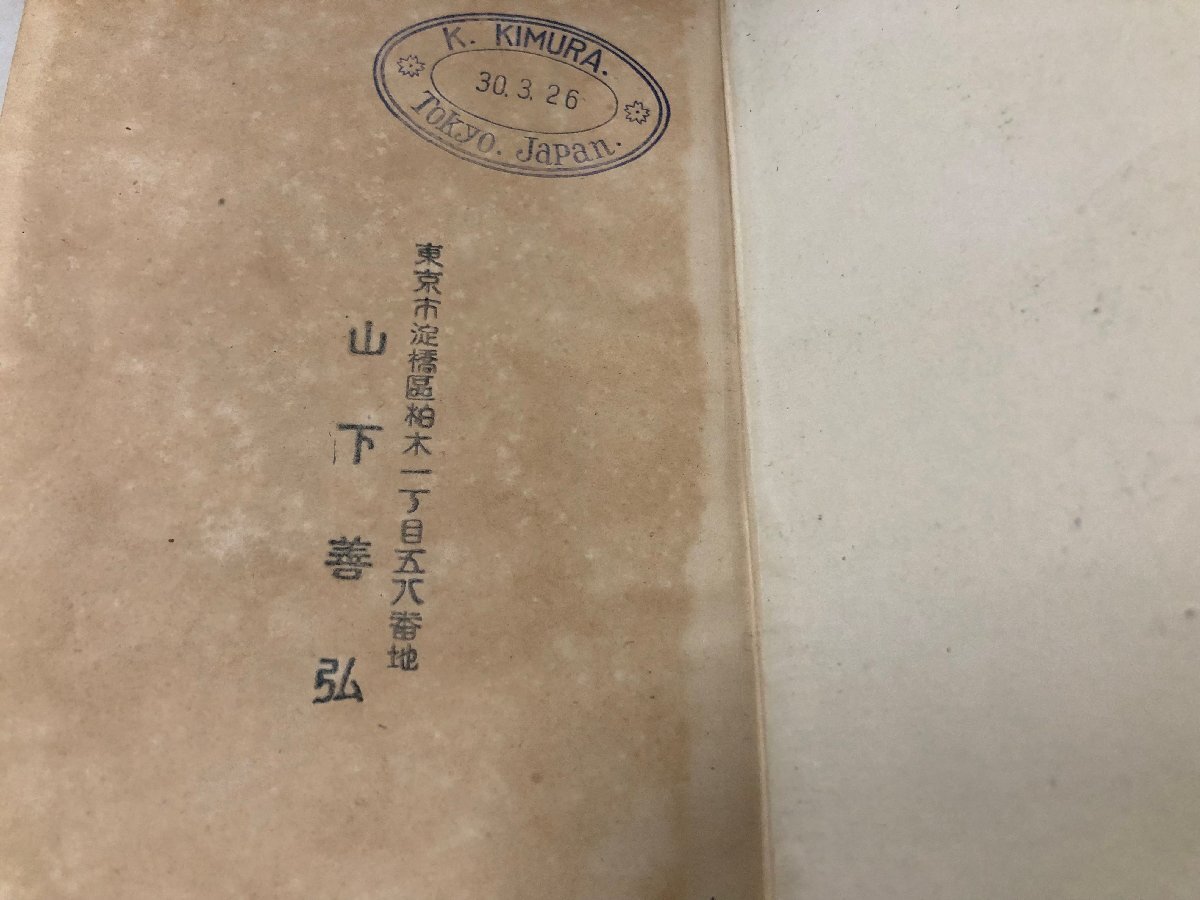 K. KIMURA.
30. 3. 26
Tokyo. Japan.
東京市淀橋區柏木一丁目五八番地
山下善弘